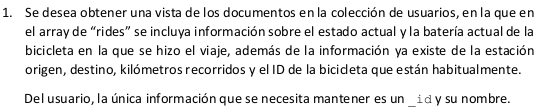 1. Se desea obtener una vista de los documentos en la colección de usuarios, en la que en
el array de “rides” se incluya información sobre el estado actual y la batería actual de la
bicicleta en la que se hizo el viaje, además de la información ya existe de la estación
origen, destino, kilómetros recorridos y el ID de la bicicleta que están habitualmente.
Del usuario, la única información que se necesita mantener es un _id y su nombre.